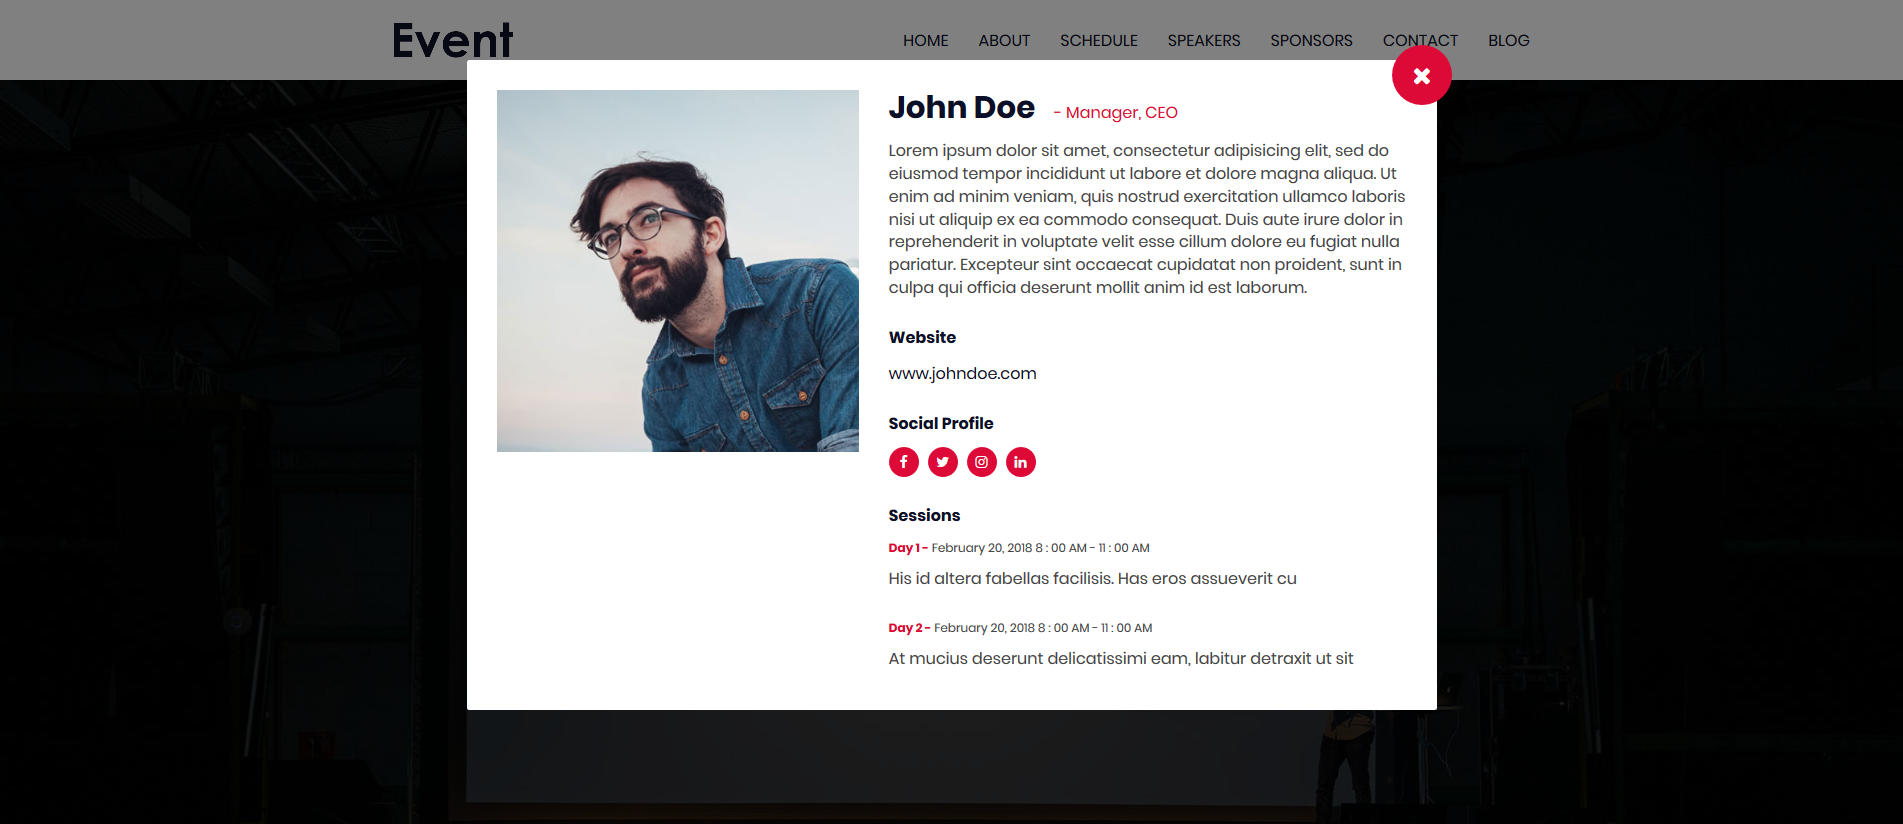 Event
HOME ABOUT SCHEDULE SPEAKERS SPONSORS CONTACT BLOG
John Doe - Manager, CEO
Lorem ipsum dolor sit amet, consectetur adipisicing elit, sed do
eiusmod tempor incididunt ut labore et dolore magna aliqua. Ut
enim ad minim veniam, quis nostrud exercitation ullamco laboris
nisi ut aliquip ex ea commodo consequat. Duis aute irure dolor in
reprehenderit in voluptate velit esse cillum dolore eu fugiat nulla
pariatur. Excepteur sint occaecat cupidatat non proident, sunt in
culpa qui officia deserunt mollit anim id est laborum.
Website
www.johndoe.com
Social Profile
Sessions
Day 1 - February 20, 2018 8 : 00 AM - 11 : 00 AM
His id altera fabellas facilisis. Has eros assueverit cu
Day 2 - February 20, 2018 8 : 00 AM - 11 : 00 AM
At mucius deserunt delicatissimi eam, labitur detraxit ut sit